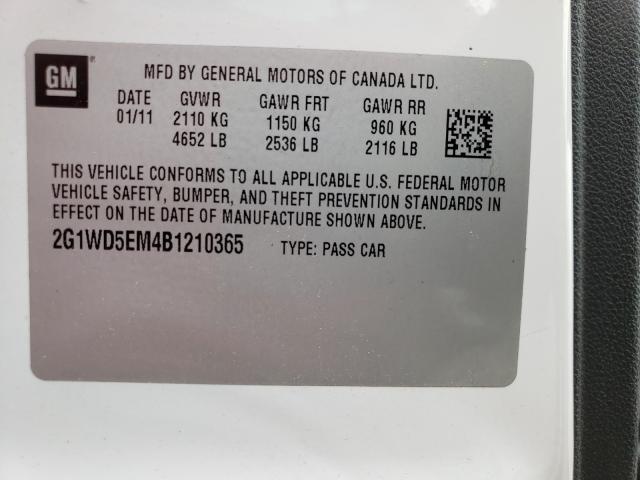 GM
MFD BY GENERAL MOTORS OF CANADA LTD.
DATE GVWR GAWR FRT GAWR RR
01/11 2110 KG 1150 KG 960 KG
4652 LB 2536 LB 2116 LB
THIS VEHICLE CONFORMS TO ALL APPLICABLE U.S. FEDERAL MOTOR
VEHICLE SAFETY, BUMPER, AND THEFT PREVENTION STANDARDS IN
EFFECT ON THE DATE OF MANUFACTURE SHOWN ABOVE.
2G1WD5EM4B1210365 TYPE: PASS CAR